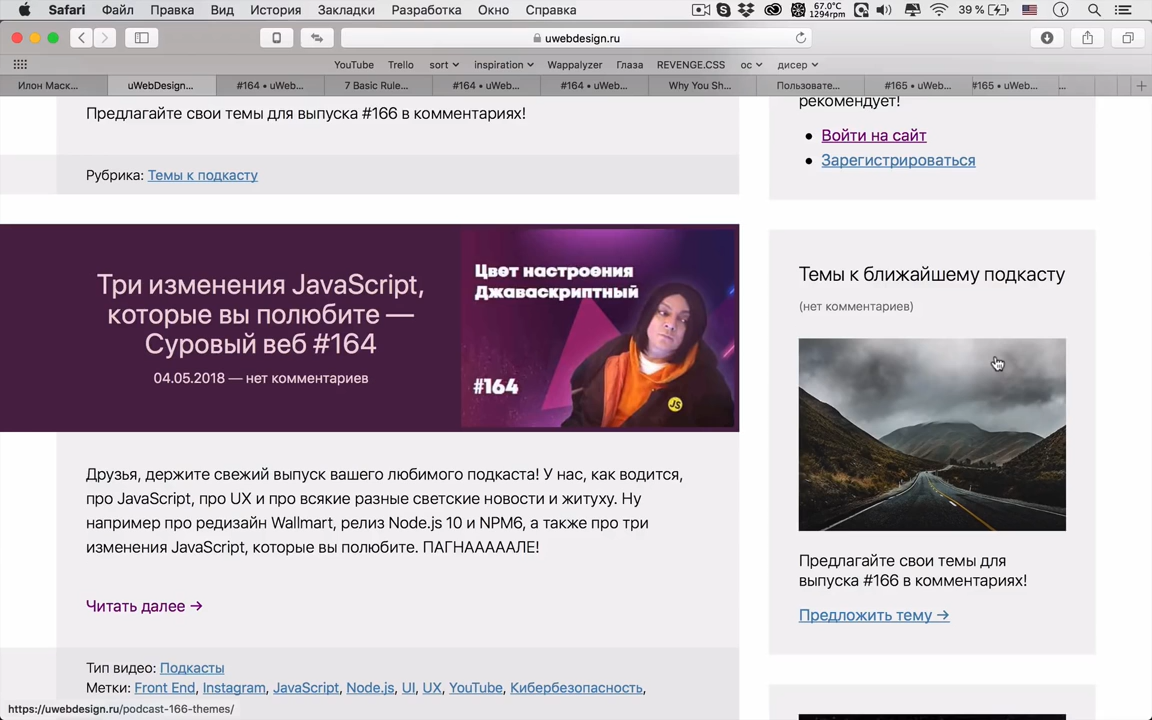 Safari Файл Правка Вид История Закладки Разработка Окно Справка 67.0°C 1294rpm 39 %
uwebdesign.ru
YouTube Trello sort inspiration Wappalyzer Глаза REVENGE.CSS ос дисер
Илон Маск... uWebDesign... #164 • uWeb... 7 Basic Rule... #164 • uWeb... #164 • uWeb... Why You Sh... Пользовате... #165 • uWeb... #165 • uWeb... ...
Предлагайте свои темы для выпуска #166 в комментариях!
Рубрика: Темы к подкасту
Три изменения JavaScript,
которые вы полюбите —
Суровый веб #164
04.05.2018 — нет комментариев
Цвет настроения
Джаваскриптный
#164
JS
Друзья, держите свежий выпуск вашего любимого подкаста! У нас, как водится,
про JavaScript, про UX и про всякие разные светские новости и житуху. Ну
например про редизайн Wallmart, релиз Node.js 10 и NPM6, а также про три
изменения JavaScript, которые вы полюбите. ПАГНАААААЛЕ!
Читать далее →
Тип видео: Подкасты
Метки: Front End, Instagram, JavaScript, Node.js, UI, UX, YouTube, Кибербезопасность,
https://uwebdesign.ru/podcast-166-themes/
рекомендует!
Войти на сайт
Зарегистрироваться
Темы к ближайшему подкасту
(нет комментариев)
Предлагайте свои темы для
выпуска #166 в комментариях!
Предложить тему →